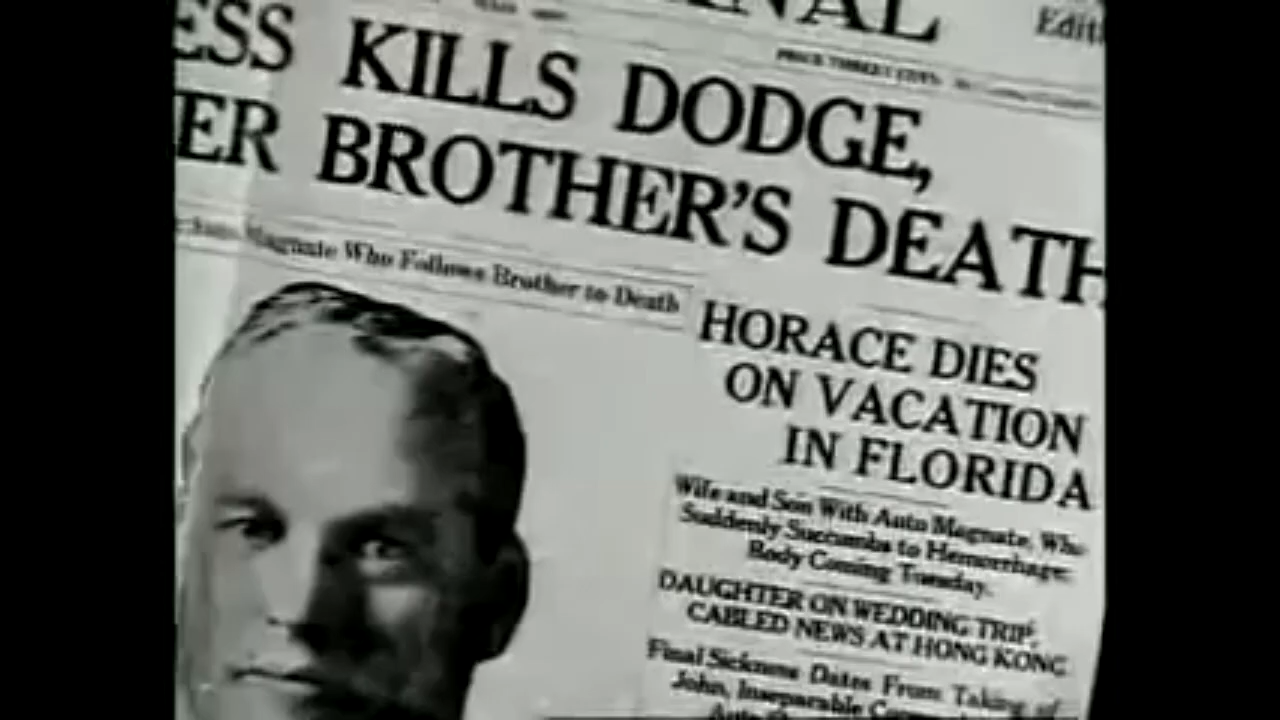 NAL
Editi
PRICE THREE CENTS
ESS KILLS DODGE,
ER BROTHER'S DEATH
Magnate Who Follows Brother to Death
HORACE DIES
ON VACATION
IN FLORIDA
Wife and Son With Auto Magnate, Who
Suddenly Succumbs to Hemorrhage;
Body Coming Tuesday.
DAUGHTER ON WEDDING TRIP;
CABLED NEWS AT HONG KONG
Final Sickness Dates From Taking of
John, Inseparable